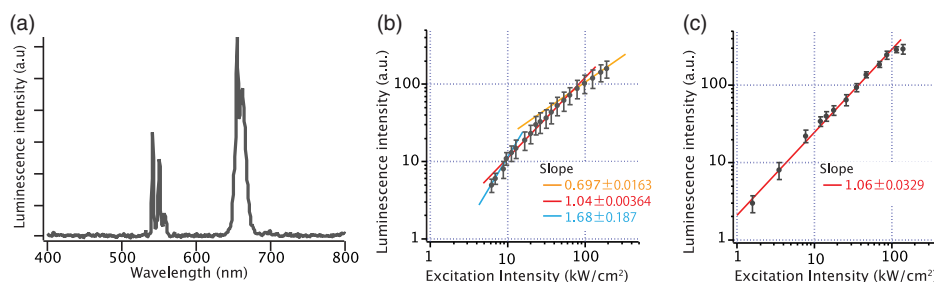 (a)
Luminescence intensity (a.u)
400
500
600
700
800
Wavelength (nm)
(b)
Luminescence intensity (a.u.)
100
10
1
Slope
0.697±0.0163
1.04±0.00364
1.68±0.187
1
10
100
Excitation Intensity (kW/cm²)
(c)
Luminescence intensity (a.u.)
100
10
1
Slope
1.06±0.0329
1
10
100
Excitation Intensity (kW/cm²)